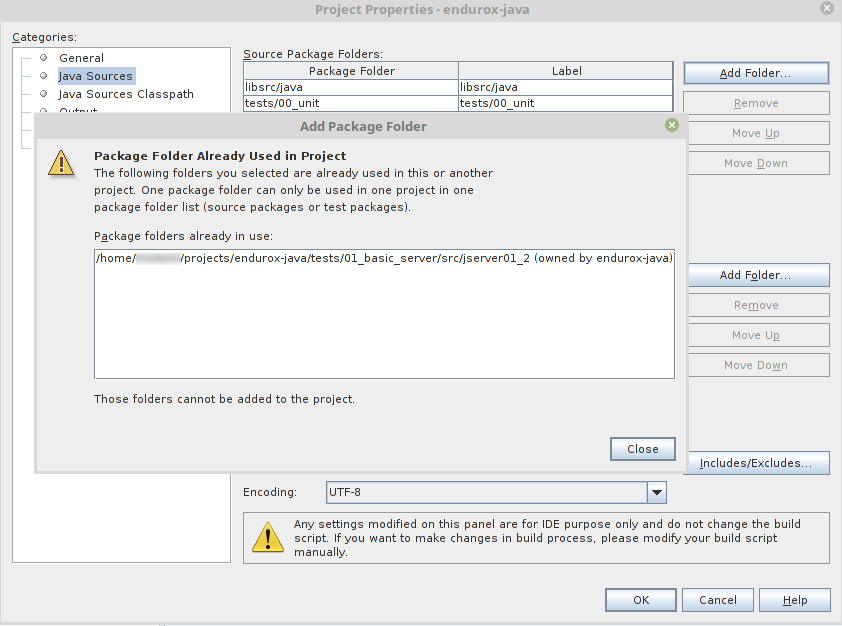 Project Properties - endurox-java
Categories:
General
Java Sources
Java Sources Classpath
Output
Source Package Folders:
Package Folder Label
libsrc/java libsrc/java
tests/00_unit tests/00_unit
Add Folder...
Remove
Move Up
Move Down
Add Package Folder
Package Folder Already Used in Project
The following folders you selected are already used in this or another
project. One package folder can only be used in one project in one
package folder list (source packages or test packages).
Package folders already in use:
/home/ /projects/endurox-java/tests/01_basic_server/src/jserver01_2 (owned by endurox-java)
Those folders cannot be added to the project.
Close
Add Folder...
Remove
Move Up
Move Down
Includes/Excludes...
Encoding: UTF-8
Any settings modified on this panel are for IDE purpose only and do not change the build
script. If you want to make changes in build process, please modify your build script
manually.
OK Cancel Help